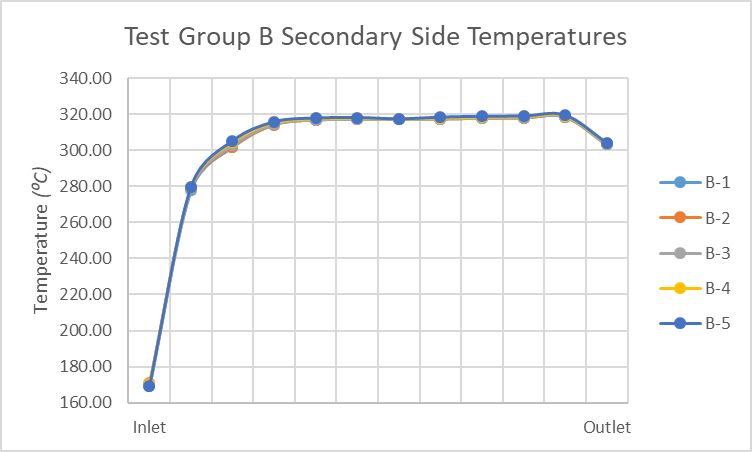 Test Group B Secondary Side Temperatures
340.00
320.00
300.00
280.00
260.00
240.00
220.00
200.00
180.00
160.00
Temperature (ºC)
Inlet
Outlet
B-1
B-2
B-3
B-4
B-5